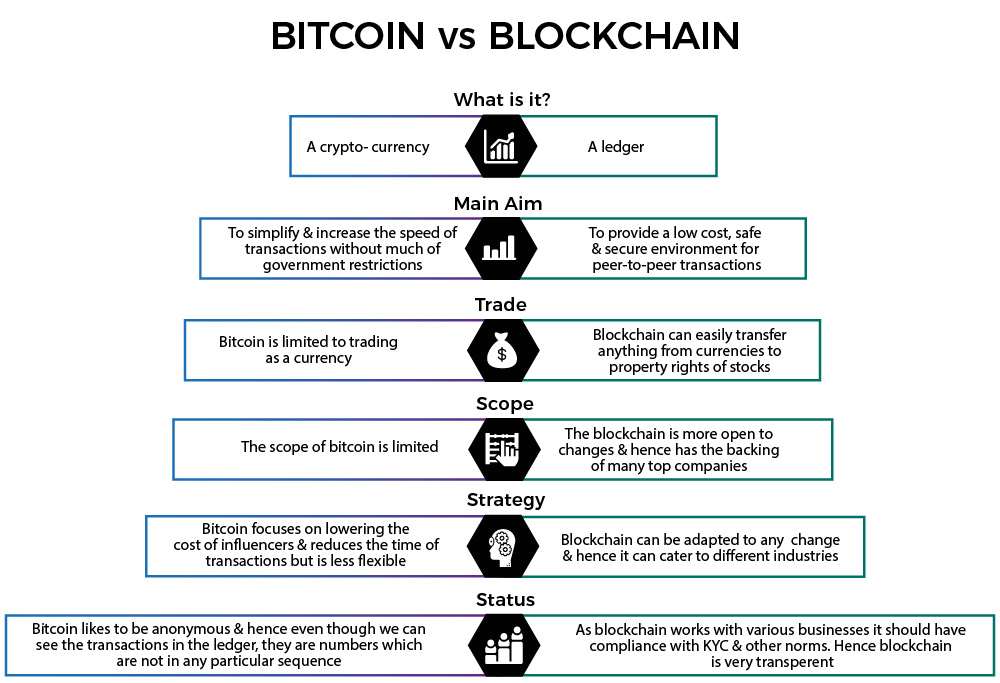 BITCOIN vs BLOCKCHAIN
What is it?
A crypto- currency
A ledger
Main Aim
To simplify & increase the speed of
transactions without much of
government restrictions
To provide a low cost, safe
& secure environment for
peer-to-peer transactions
Trade
Bitcoin is limited to trading
as a currency
$
Blockchain can easily transfer
anything from currencies to
property rights of stocks
Scope
The scope of bitcoin is limited
The blockchain is more open to
changes & hence has the backing
of many top companies
Strategy
Bitcoin focuses on lowering the
cost of influencers & reduces the time of
transactions but is less flexible
Blockchain can be adapted to any change
& hence it can cater to different industries
Status
Bitcoin likes to be anonymous & hence even though we can
see the transactions in the ledger, they are numbers which
are not in any particular sequence
As blockchain works with various businesses it should have
compliance with KYC & other norms. Hence blockchain
is very transperent